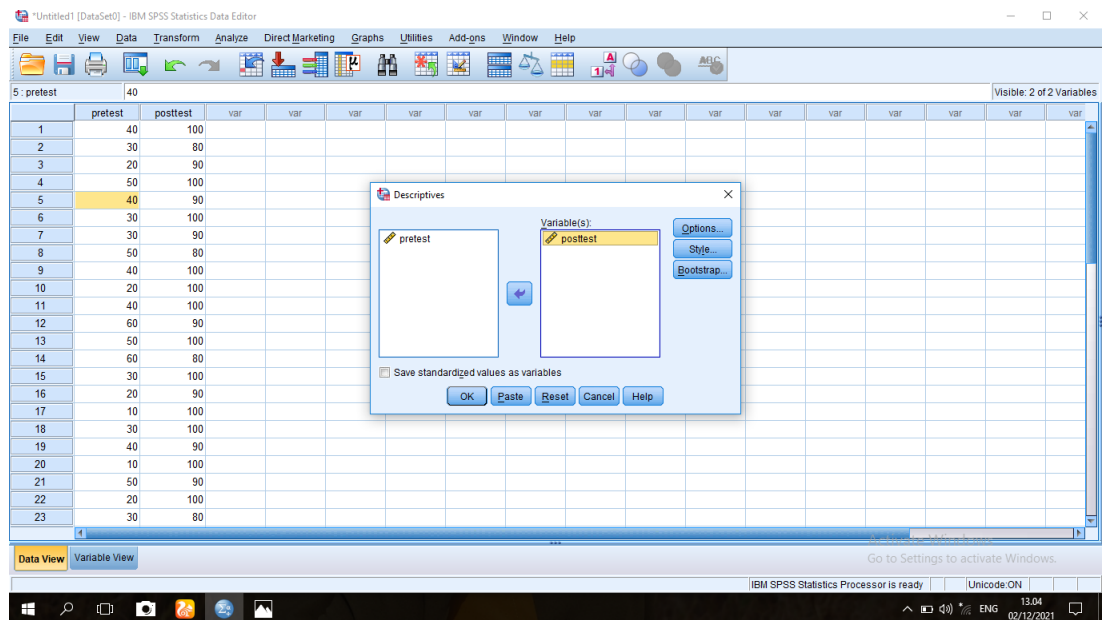 *Untitled1 [DataSet0] - IBM SPSS Statistics Data Editor
File Edit View Data Transform Analyze Direct Marketing Graphs Utilities Add-ons Window Help
5 : pretest 40 Visible: 2 of 2 Variables
pretest posttest var var var var var var var var var var var var var var var
1 40 100
2 30 80
3 20 90
4 50 100
5 40 90
6 30 100
7 30 90
8 50 80
9 40 100
10 20 100
11 40 100
12 60 90
13 50 100
14 60 80
15 30 100
16 20 90
17 10 100
18 30 100
19 40 90
20 10 100
21 50 90
22 20 100
23 30 80
Descriptives
Variable(s):
pretest
posttest
Options...
Style...
Bootstrap...
Save standardized values as variables
OK Paste Reset Cancel Help
Data View Variable View
Activate Windows
Go to Settings to activate Windows.
IBM SPSS Statistics Processor is ready Unicode:ON
ENG 13.04
02/12/2021